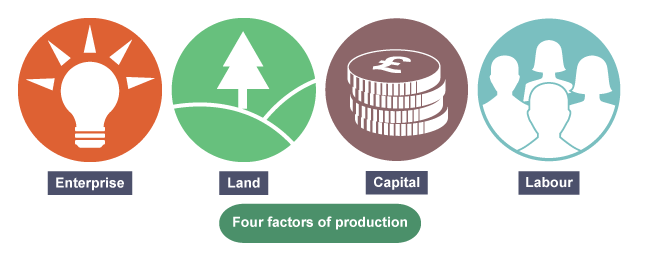 £
Enterprise
Land
Capital
Labour
Four factors of production